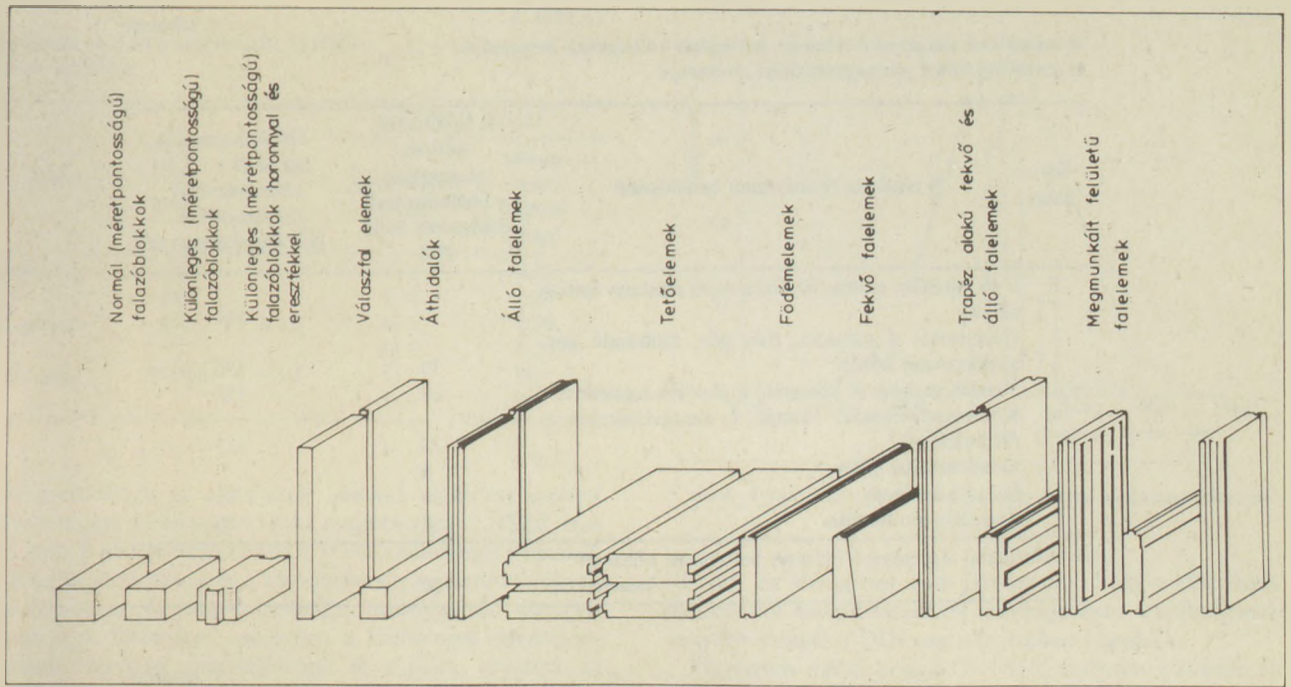 Normál (méretpontosságú)
falazóblokkok
Különleges (méretpontosságú)
falazóblokkok
Különleges (méretpontosságú)
falazóblokkok horonnyal és
eresztékkel
Válaszfal elemek
Áthidalók
Álló falelemek
Tetőelemek
Födémelemek
Fekvő falelemek
Trapéz alakú fekvő és
álló falelemek
Megmunkált felületű
falelemek